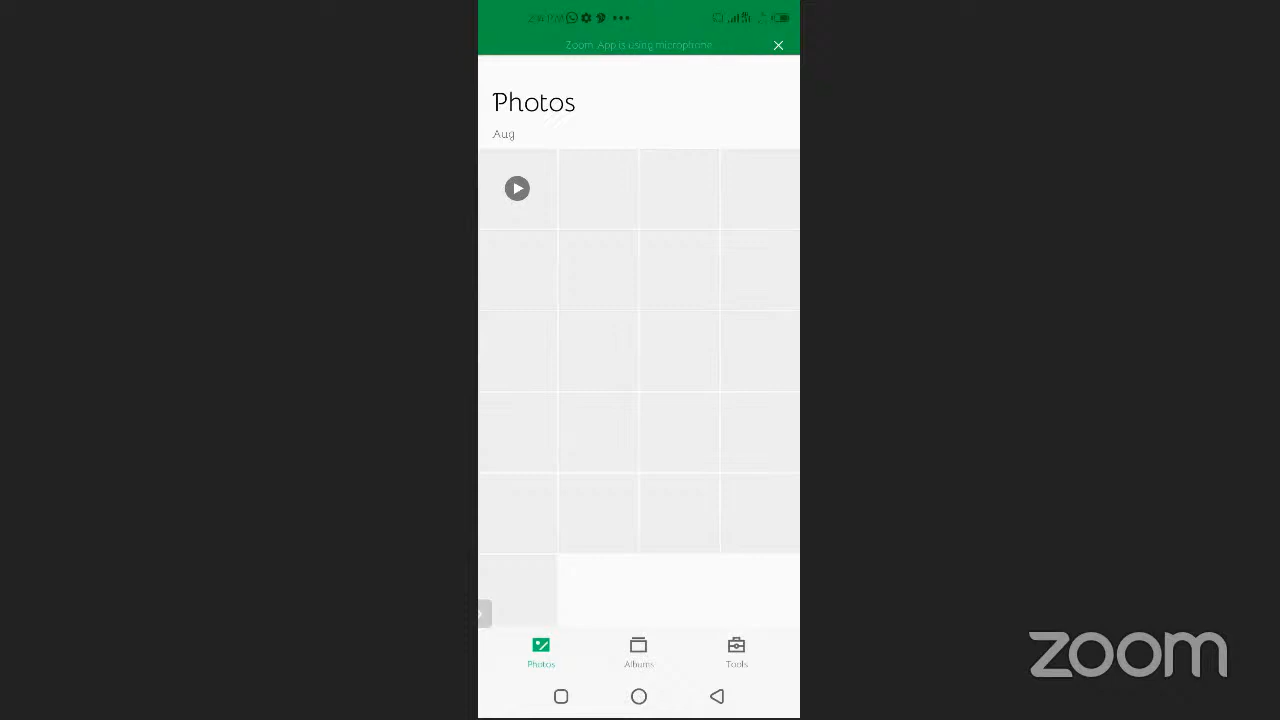 Zoom App is using microphone
Photos
Aug
Photos
Albums
Tools
zoom